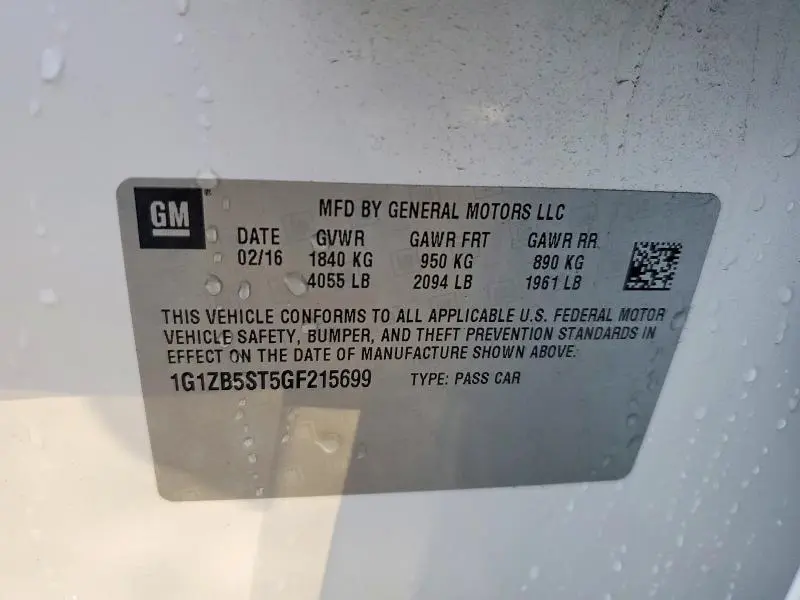 GM
MFD BY GENERAL MOTORS LLC
DATE GVWR GAWR FRT GAWR RR
02/16 1840 KG 950 KG 890 KG
4055 LB 2094 LB 1961 LB
THIS VEHICLE CONFORMS TO ALL APPLICABLE U.S. FEDERAL MOTOR
VEHICLE SAFETY, BUMPER, AND THEFT PREVENTION STANDARDS IN
EFFECT ON THE DATE OF MANUFACTURE SHOWN ABOVE.
1G1ZB5ST5GF215699 TYPE: PASS CAR